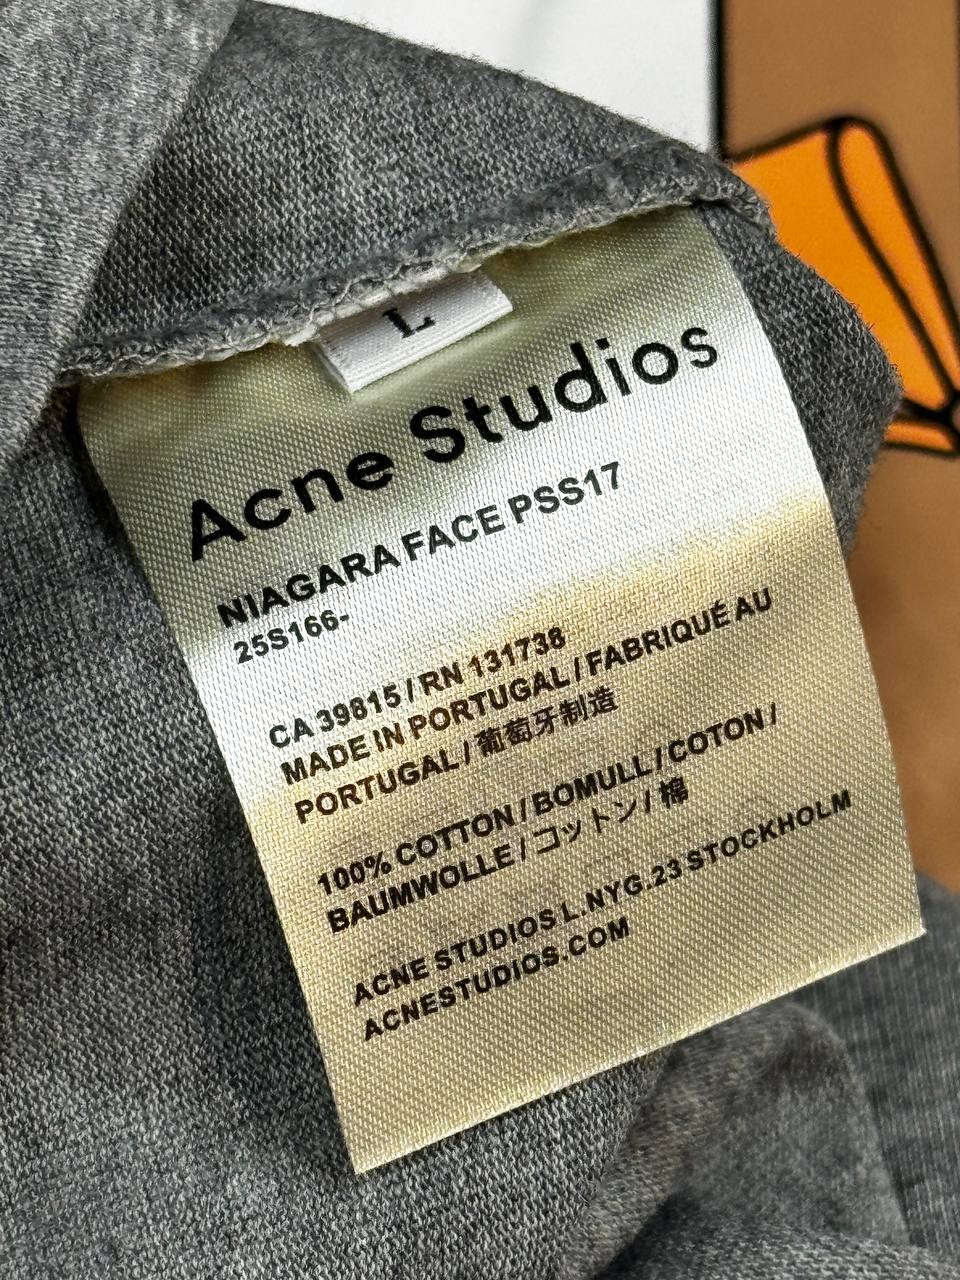 L
Acne Studios
NIAGARA FACE PSS17
25S166-
CA 39815 / RN 131738
MADE IN PORTUGAL / FABRIQUÉ AU
PORTUGAL / 葡萄牙制造
100% COTTON / BOMULL / COTON /
BAUMWOLLE / コットン / 棉
ACNE STUDIOS L.NYG.23 STOCKHOLM
ACNESTUDIOS.COM